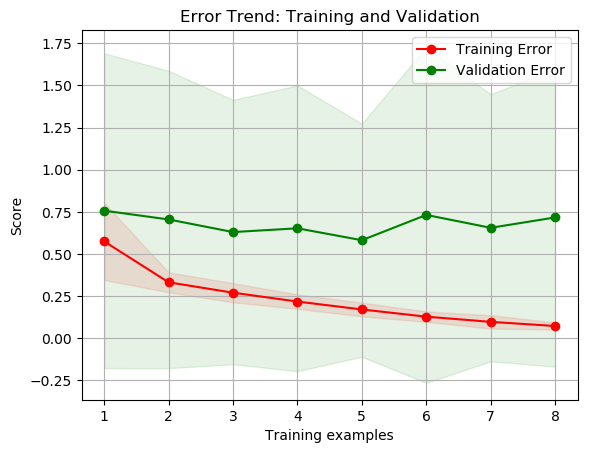 Error Trend: Training and Validation
1.75
1.50
1.25
1.00
0.75
0.50
0.25
0.00
−0.25
Score
Training Error
Validation Error
1 2 3 4 5 6 7 8
Training examples